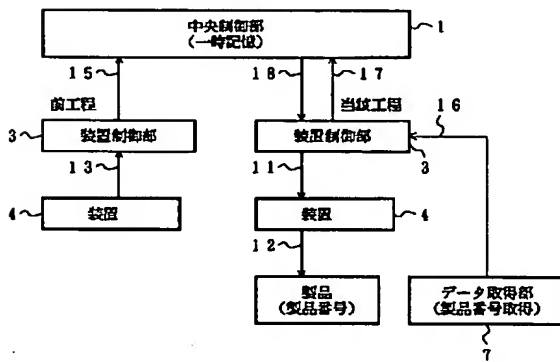 中央制御部
(一時記憶)
1
15
18
17
前工程
当該工程
16
3
装置制御部
装置制御部
3
13
11
4
装置
装置
4
12
製品
(製品番号)
データ取得部
(製品番号取得)
7